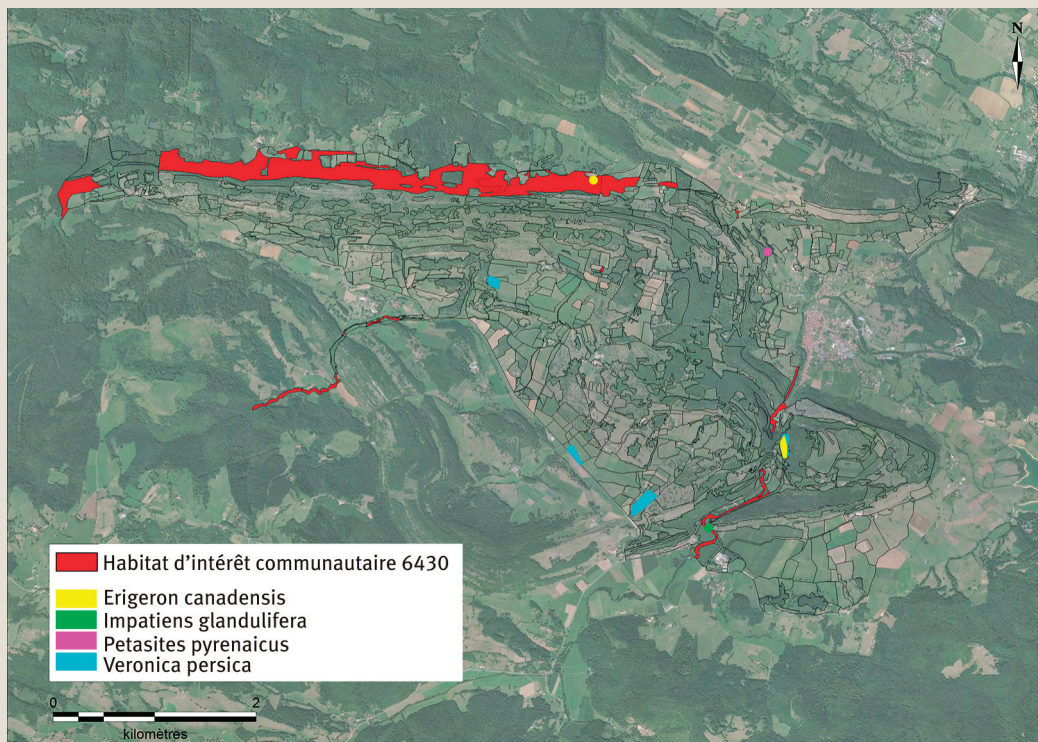 N
Habitat d'intérêt communautaire 6430
Erigeron canadensis
Impatiens glandulifera
Petasites pyrenaicus
Veronica persica
0 2
kilomètres